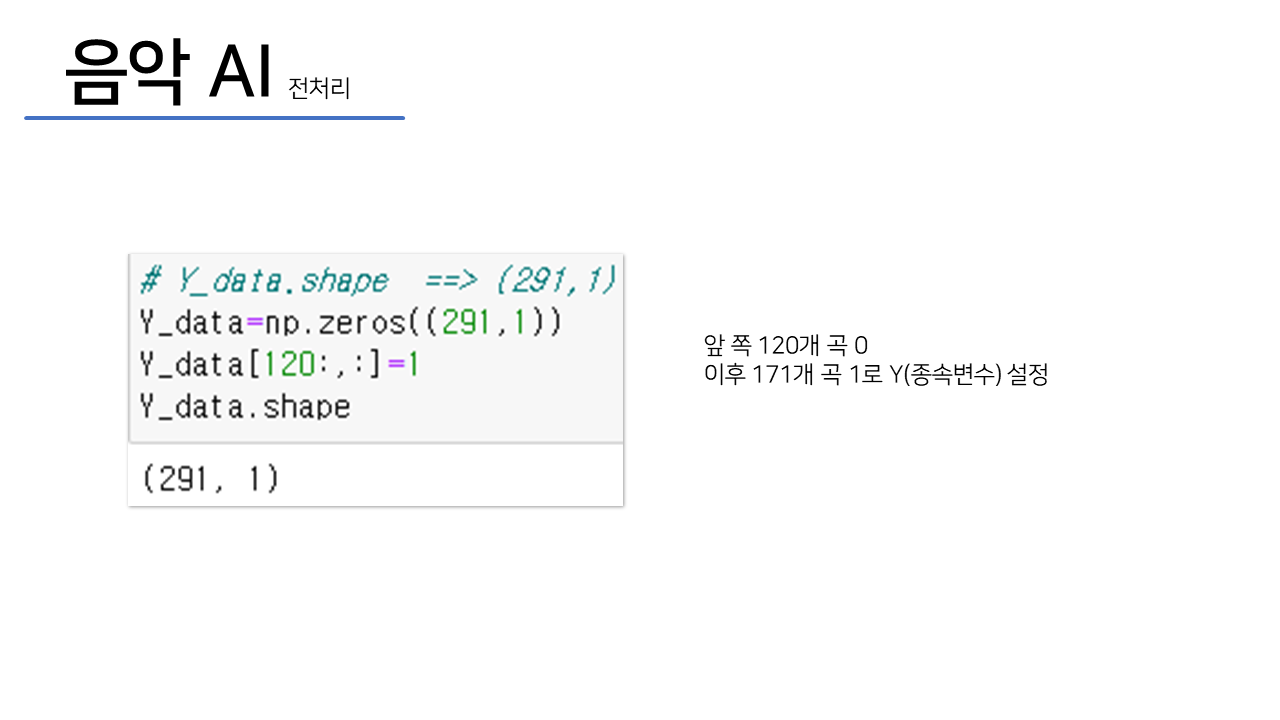 음악 AI 전처리
# Y_data.shape ==> (291,1)
Y_data=np.zeros((291,1))
Y_data[120:,:]=1
Y_data.shape
(291, 1)
앞 쪽 120개 곡 0
이후 171개 곡 1로 Y(종속변수) 설정